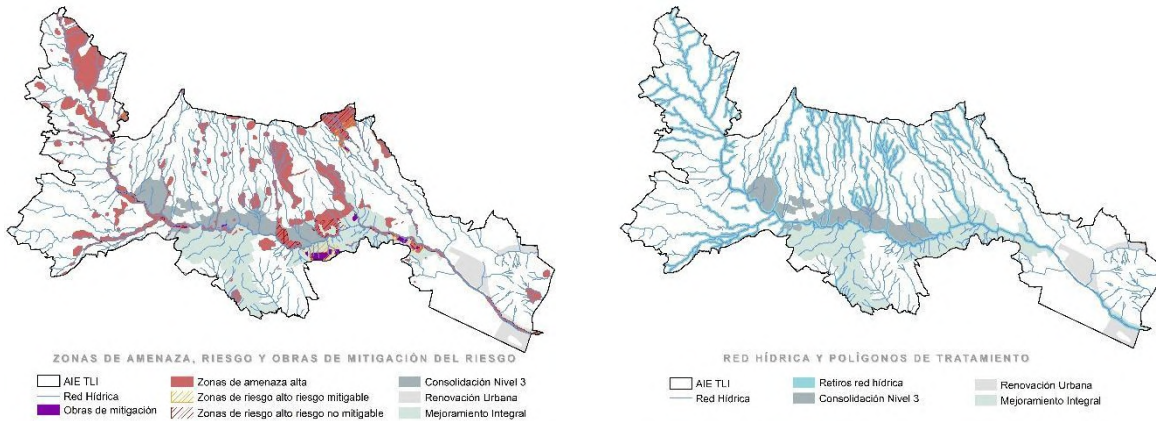 ZONAS DE AMENAZA, RIESGO Y OBRAS DE MITIGACIÓN DEL RIESGO
AIE TLI
Red Hídrica
Obras de mitigación
Zonas de amenaza alta
Zonas de riesgo alto riesgo mitigable
Zonas de riesgo alto riesgo no mitigable
Consolidación Nivel 3
Renovación Urbana
Mejoramiento Integral
RED HÍDRICA Y POLÍGONOS DE TRATAMIENTO
AIE TLI
Red Hídrica
Retiros red hídrica
Consolidación Nivel 3
Renovación Urbana
Mejoramiento Integral